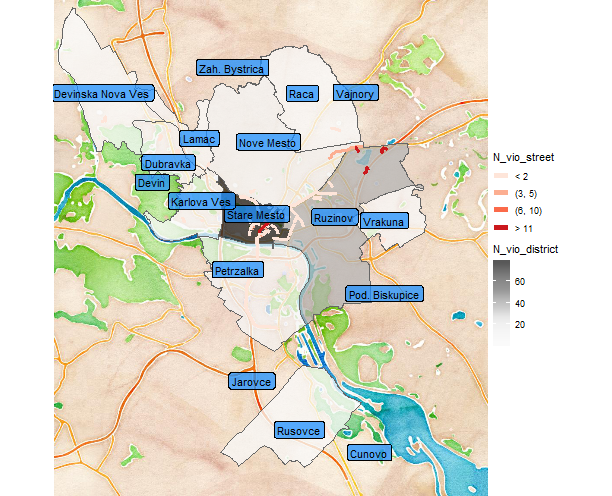 Zah. Bystrica
Devinska Nova Ves
Raca
Vajnory
Lamac
Nove Mesto
Dubravka
Devin
Karlova Ves
Stare Mesto
Ruzinov
Vrakuna
Petrzalka
Pod. Biskupice
Jarovce
Rusovce
Cunovo
N_vio_street
< 2
(3, 5)
(6, 10)
> 11
N_vio_district
60
40
20